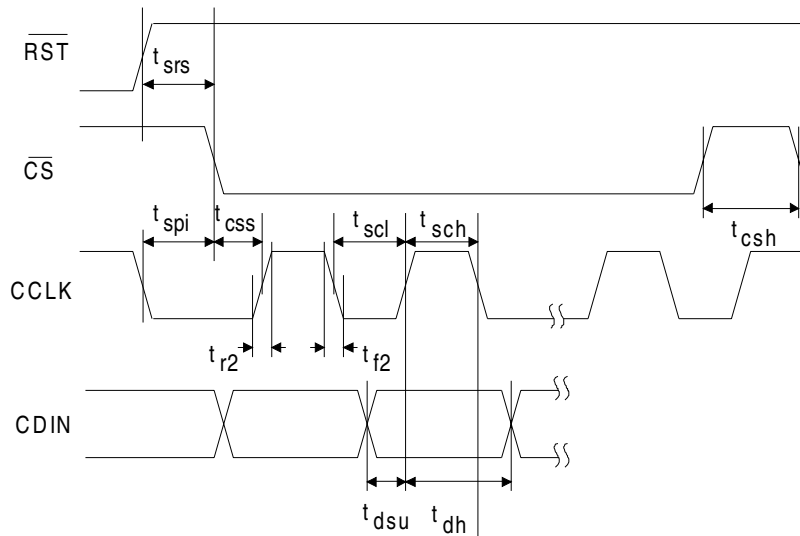 RST
t srs
CS
t spi t css t scl t sch t csh
CCLK
t r2 t f2
CDIN
t dsu t dh